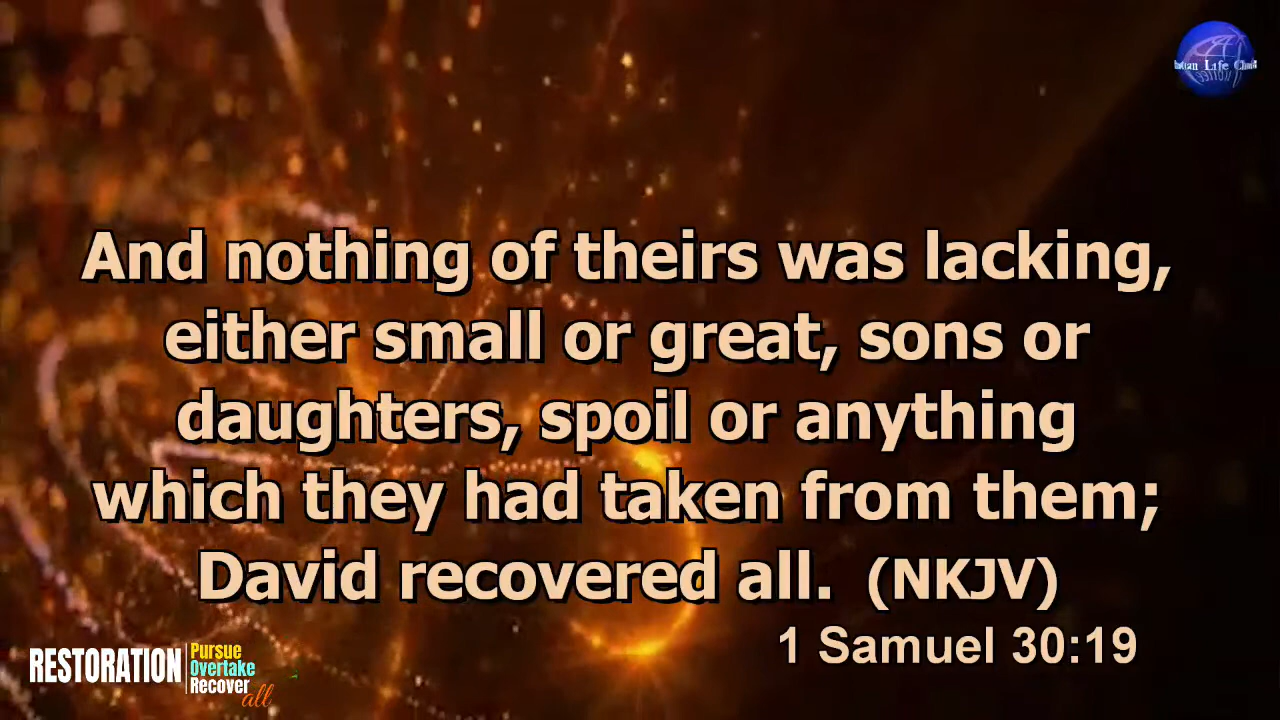 And nothing of theirs was lacking,
either small or great, sons or
daughters, spoil or anything
which they had taken from them;
David recovered all. (NKJV)
1 Samuel 30:19
RESTORATION
Pursue
Overtake
Recover
all
Life